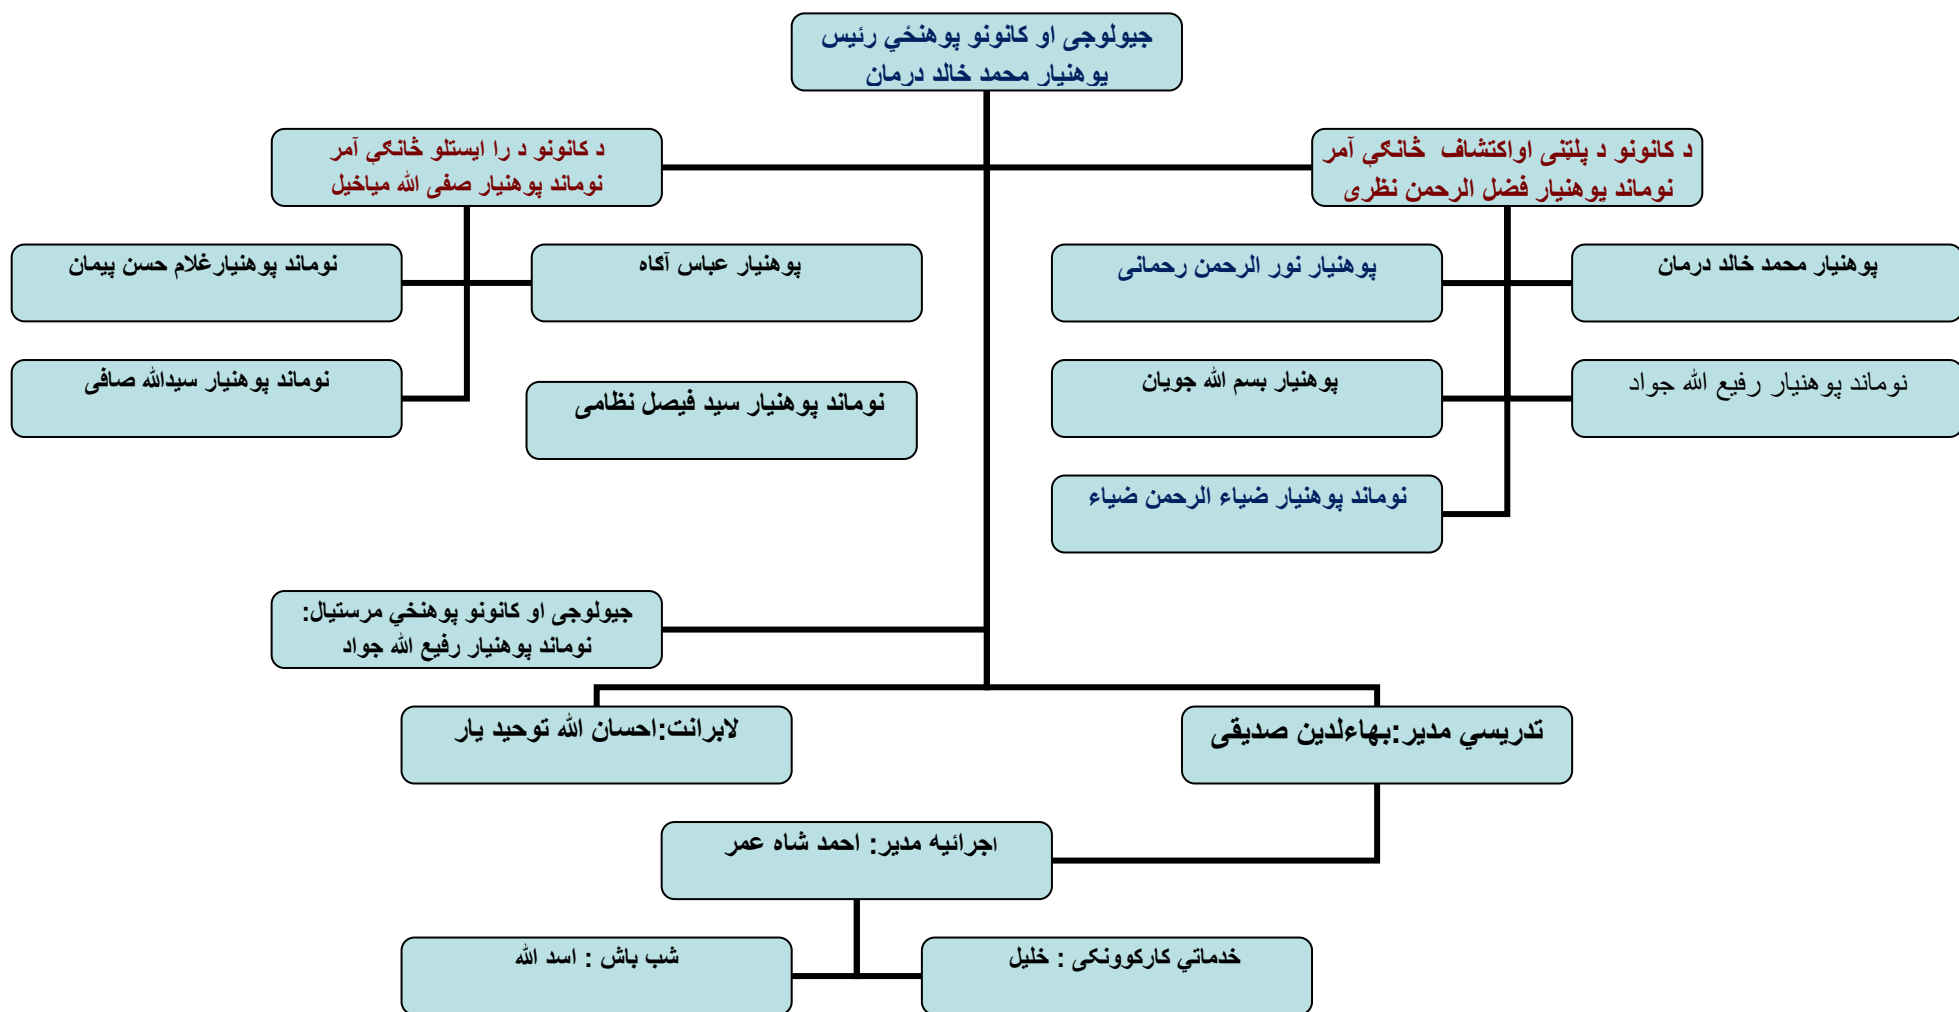 جیولوجی او کانونو پوهنځي رئیس
پوهنیار محمد خالد درمان
د کانونو د پلټنی اواکتشاف څانګې آمر
نوماند پوهنیار فضل الرحمن نظری
د کانونو د را ایستلو څانګې آمر
نوماند پوهنیار صفی الله میاخیل
پوهنیار محمد خالد درمان
پوهنیار نور الرحمن رحمانی
پوهنیار عباس آګاه
نوماند پوهنیارغلام حسن پیمان
نوماند پوهنیار رفیع الله جواد
پوهنیار بسم الله جویان
نوماند پوهنیار سید فیصل نظامی
نوماند پوهنیار سیدالله صافی
نوماند پوهنیار ضیاء الرحمن ضیاء
جیولوجی او کانونو پوهنځي مرستیال:
نوماند پوهنیار رفیع الله جواد
تدریسي مدیر:بهاءلدین صدیقی
لابرانت:احسان الله توحید یار
اجرائیه مدیر: احمد شاه عمر
خدماتي کارکوونکی : خلیل
شب باش : اسد الله